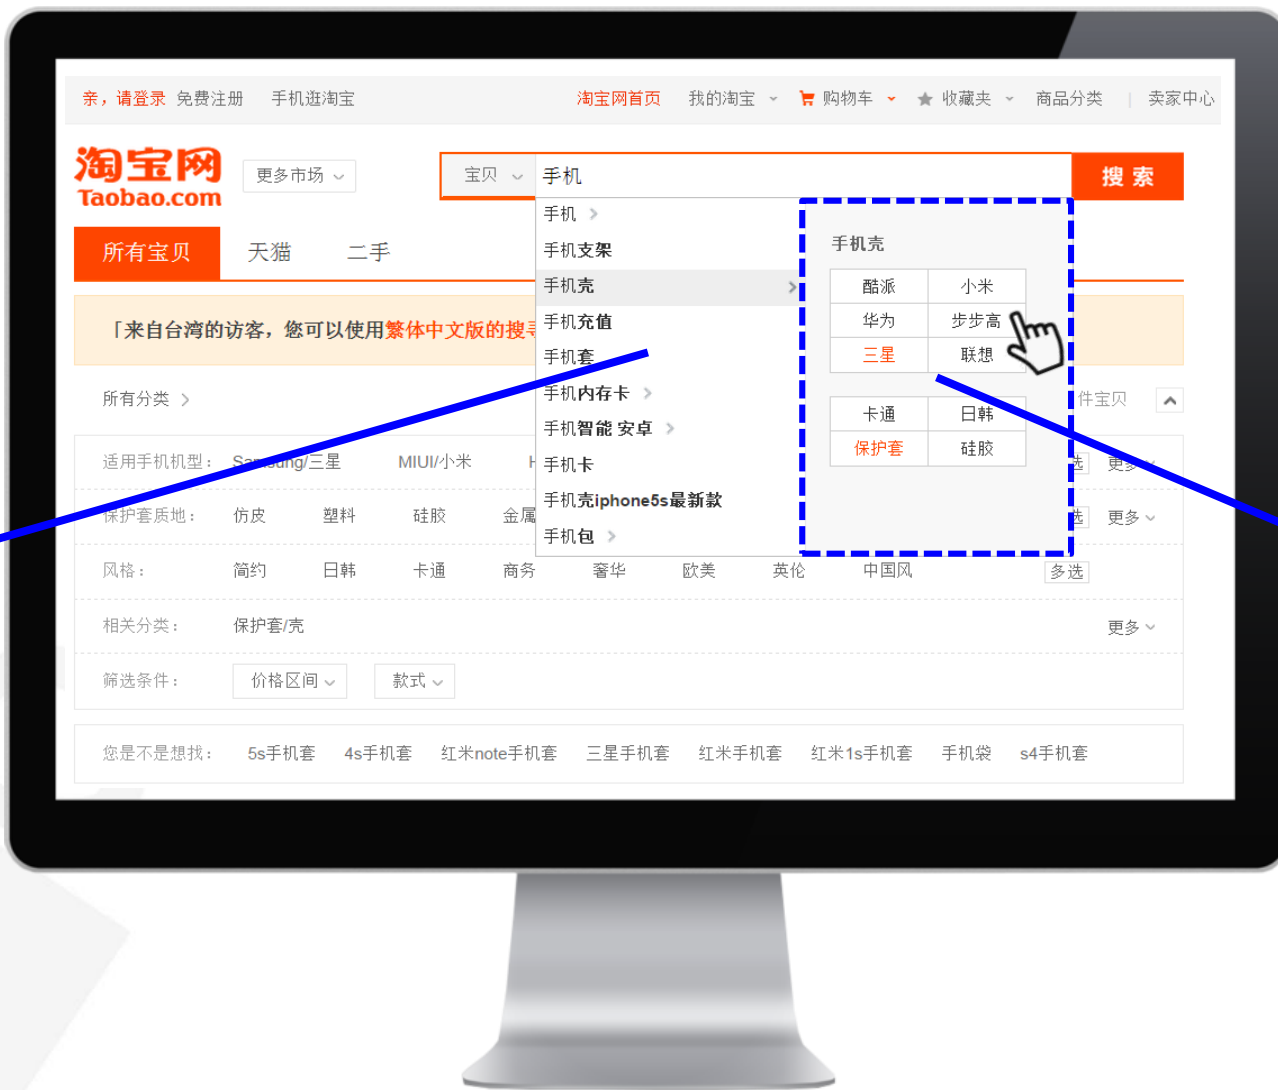 亲，请登录 免费注册 手机逛淘宝 淘宝网首页 我的淘宝 购物车 收藏夹 商品分类 卖家中心
淘宝网
Taobao.com
更多市场
宝贝 手机 搜 索
所有宝贝 天猫 二手
手机
手机支架
手机壳
手机充值
手机套
手机内存卡
手机智能 安卓
手机卡
手机壳iphone5s最新款
手机包
手机壳
酷派 小米
华为 步步高
三星 联想
卡通 日韩
保护套 硅胶
「来自台湾的访客，您可以使用繁体中文版的搜
所有分类 件宝贝
适用手机机型： Samsung/三星 MIUI/小米 H 选 更多
保护套质地： 仿皮 塑料 硅胶 金属 选 更多
风格： 简约 日韩 卡通 商务 奢华 欧美 英伦 中国风 多选
相关分类： 保护套/壳 更多
筛选条件： 价格区间 款式
您是不是想找： 5s手机套 4s手机套 红米note手机套 三星手机套 红米手机套 红米1s手机套 手机袋 s4手机套